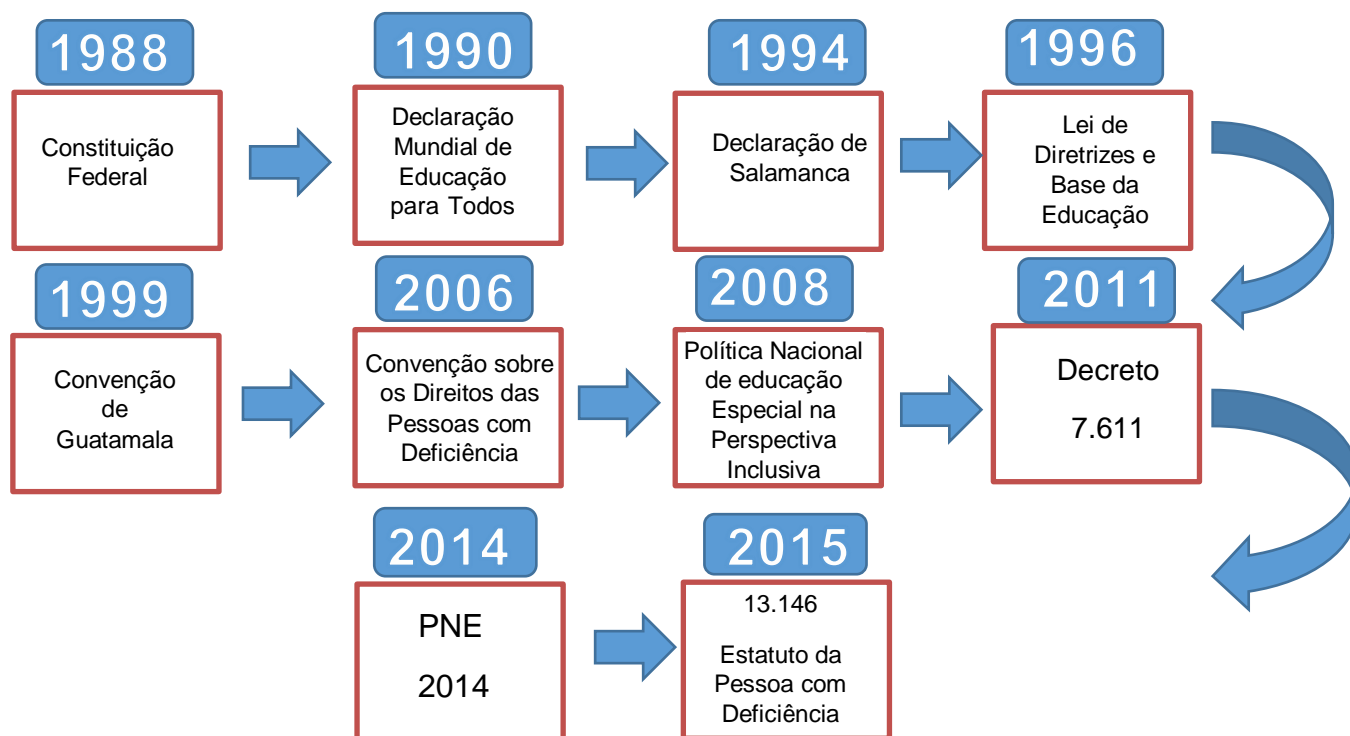 1988
Constituição
Federal
1990
Declaração
Mundial de
Educação
para Todos
1994
Declaração de
Salamanca
1996
Lei de
Diretrizes e
Base da
Educação
1999
Convenção
de
Guatamala
2006
Convenção sobre
os Direitos das
Pessoas com
Deficiência
2008
Política Nacional
de educação
Especial na
Perspectiva
Inclusiva
2011
Decreto
7.611
2014
PNE
2014
2015
13.146
Estatuto da
Pessoa com
Deficiência